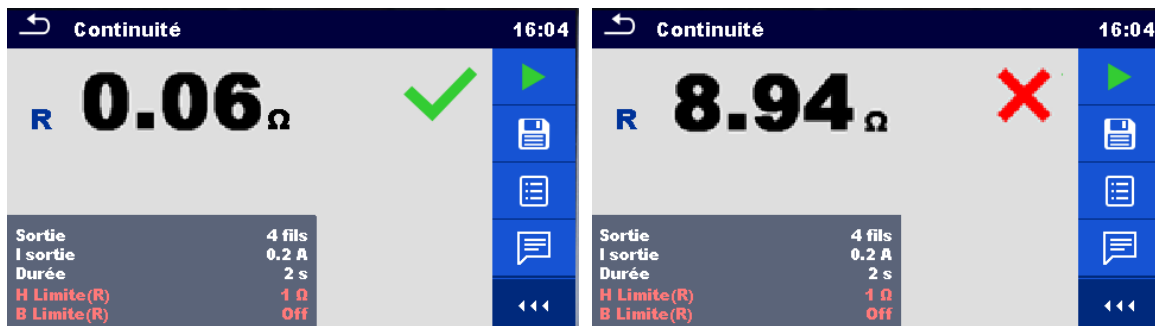 Continuité 16:04
R 0.06 Ω
Sortie 4 fils
I sortie 0.2 A
Durée 2 s
H Limite(R) 1 Ω
B Limite(R) Off
Continuité 16:04
R 8.94 Ω
Sortie 4 fils
I sortie 0.2 A
Durée 2 s
H Limite(R) 1 Ω
B Limite(R) Off